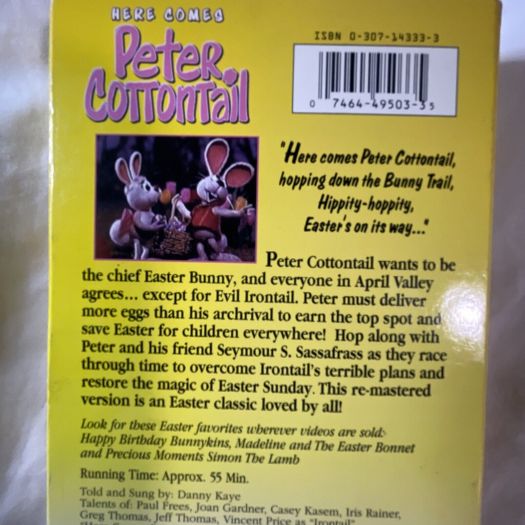 HERE COMES
Peter
COTTONTAIL
ISBN 0-307-14333-3
0 7464-49503-3 5
"Here comes Peter Cottontail,
hopping down the Bunny Trail,
Hippity-hoppity,
Easter's on its way..."
Peter Cottontail wants to be
the chief Easter Bunny, and everyone in April Valley
agrees... except for Evil Irontail. Peter must deliver
more eggs than his archrival to earn the top spot and
save Easter for children everywhere! Hop along with
Peter and his friend Seymour S. Sassafrass as they race
through time to overcome Irontail's terrible plans and
restore the magic of Easter Sunday. This re-mastered
version is an Easter classic loved by all!
Look for these Easter favorites wherever videos are sold:
Happy Birthday Bunnykins, Madeline and The Easter Bonnet
and Precious Moments Simon The Lamb
Running Time: Approx. 55 Min.
Told and Sung by: Danny Kaye
Talents of: Paul Frees, Joan Gardner, Casey Kasem, Iris Rainer,
Greg Thomas, Jeff Thomas, Vincent Price as "Irontail"